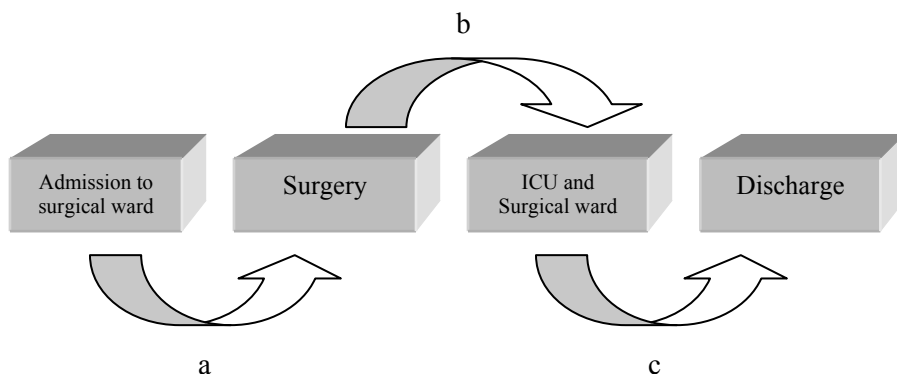 b
Admission to
surgical ward
Surgery
ICU and
Surgical ward
Discharge
a
c